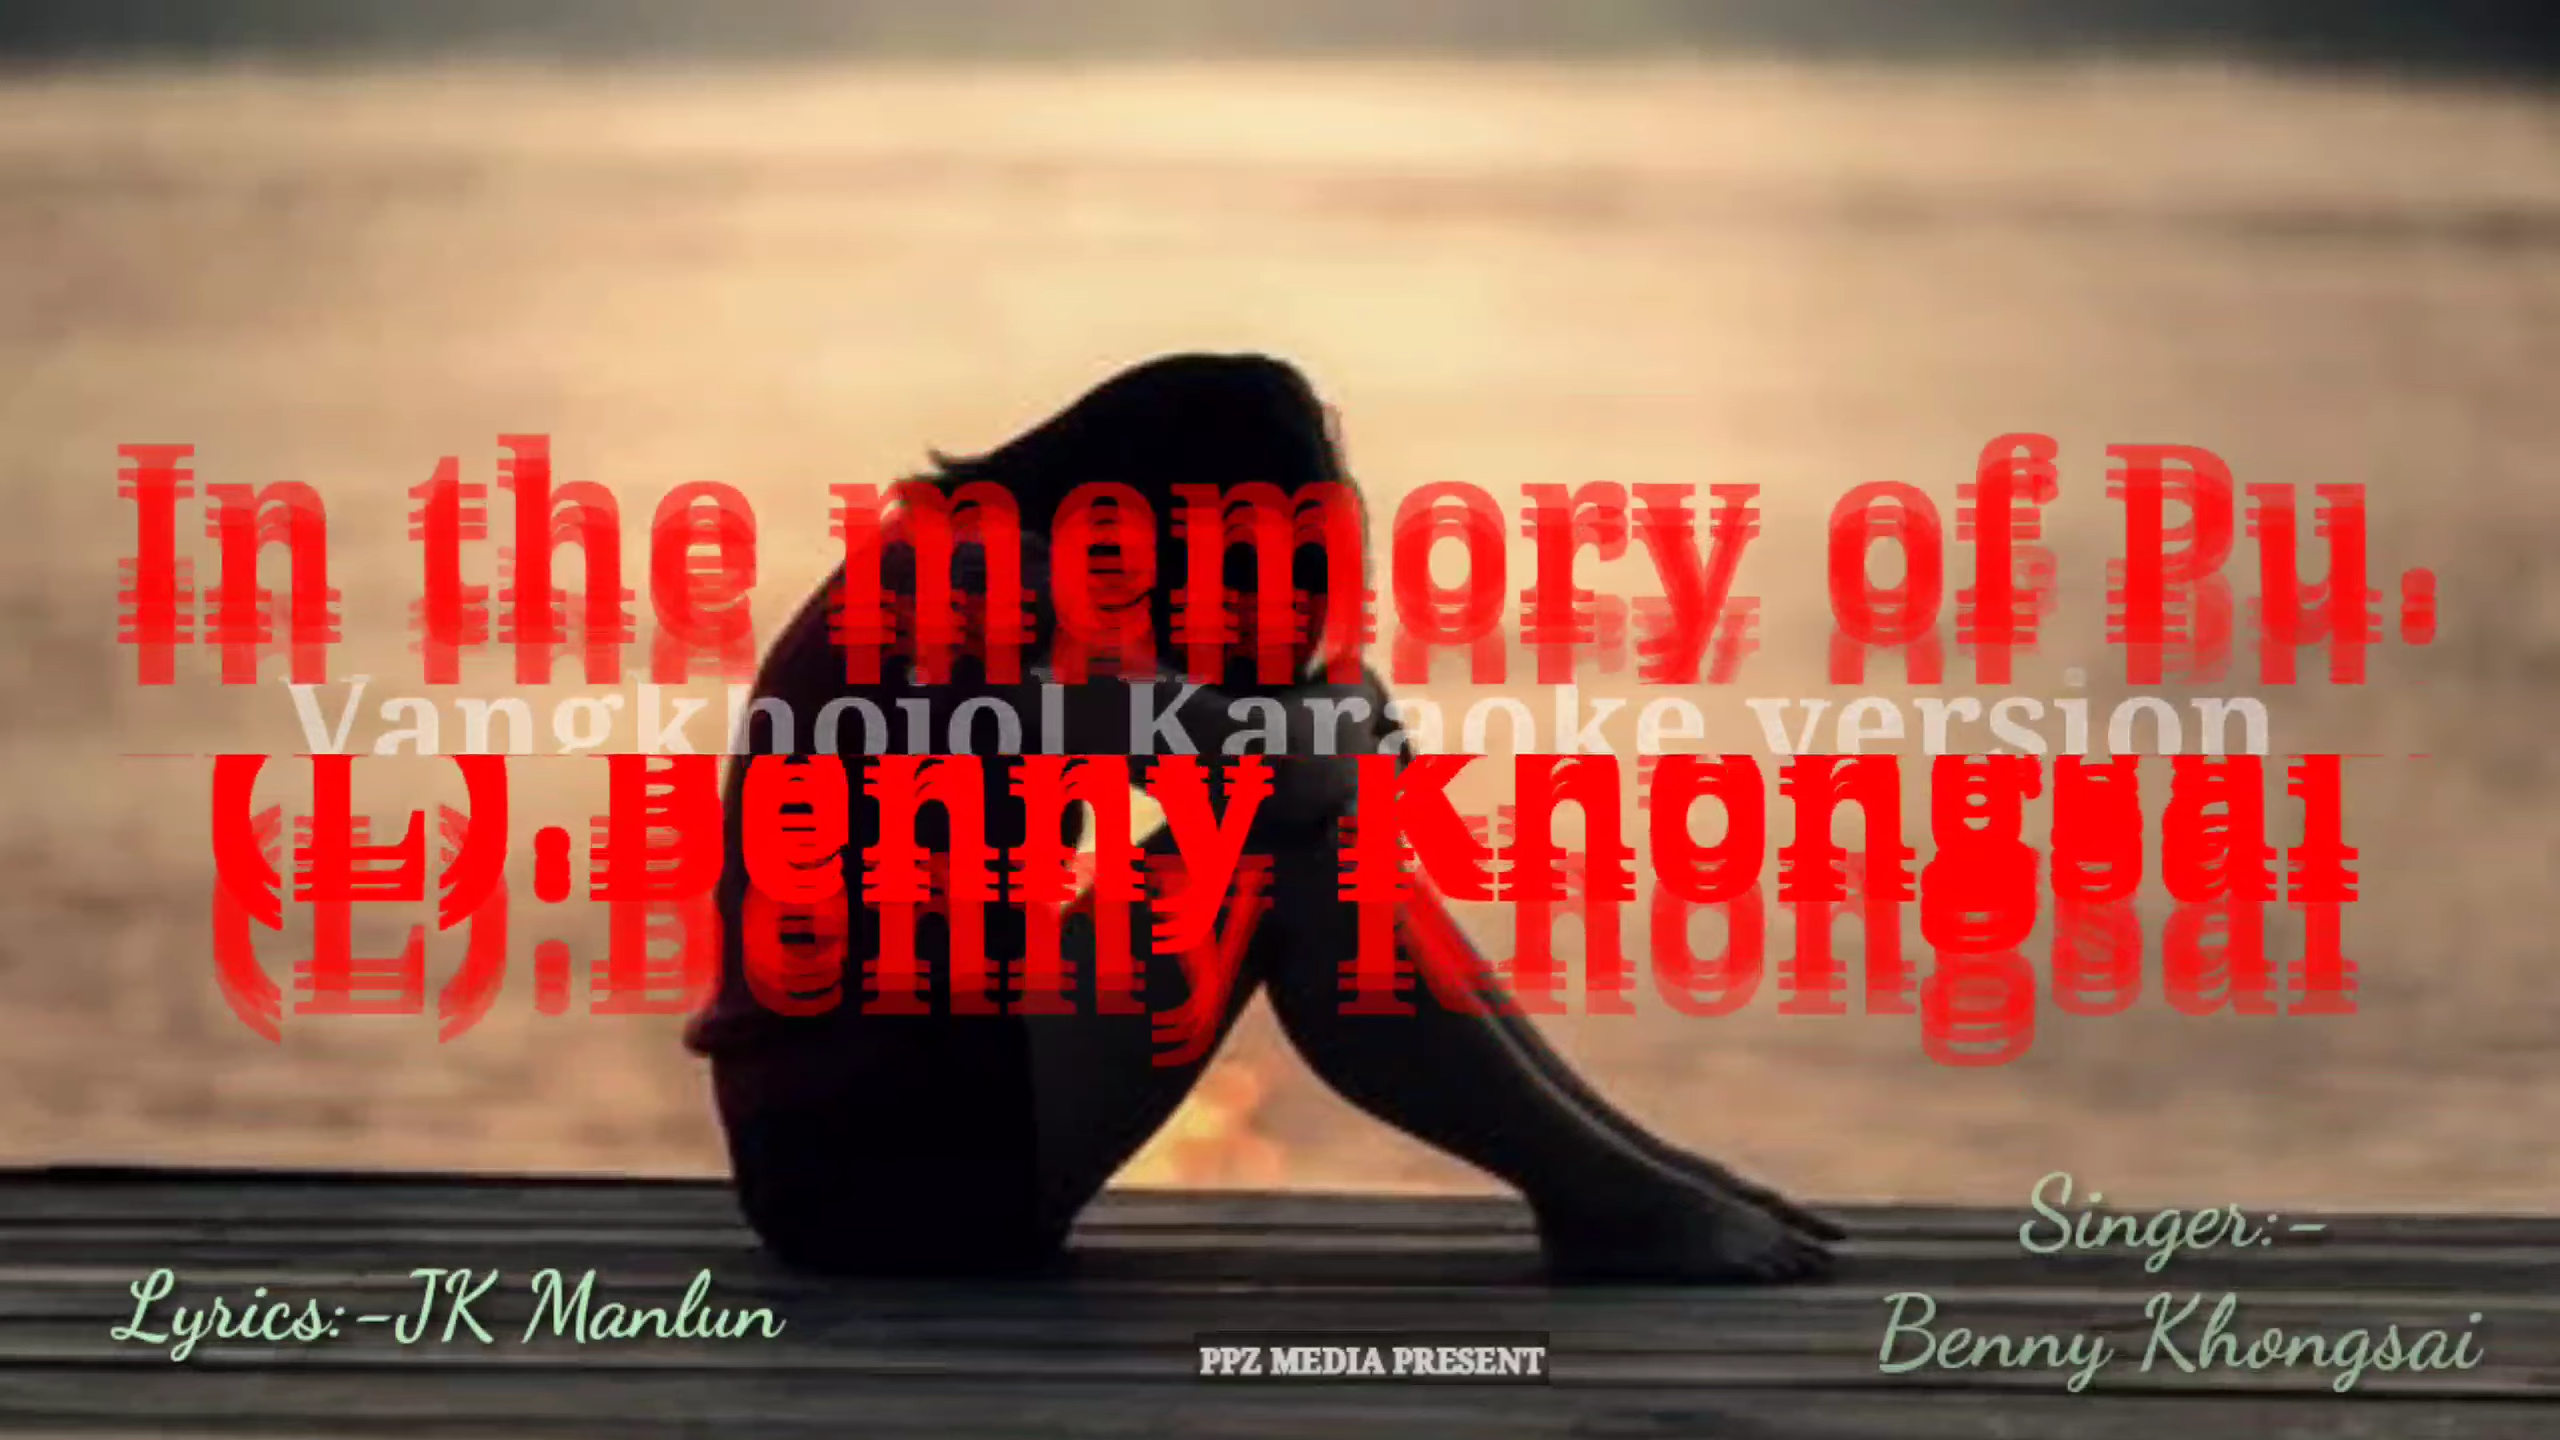 In the memory of Pu.
Vangkhojol Karaoke version
(L).Benny Khongsai
Singer:-
Lyrics:-JK Manlun
Benny Khongsai
PPZ MEDIA PRESENT